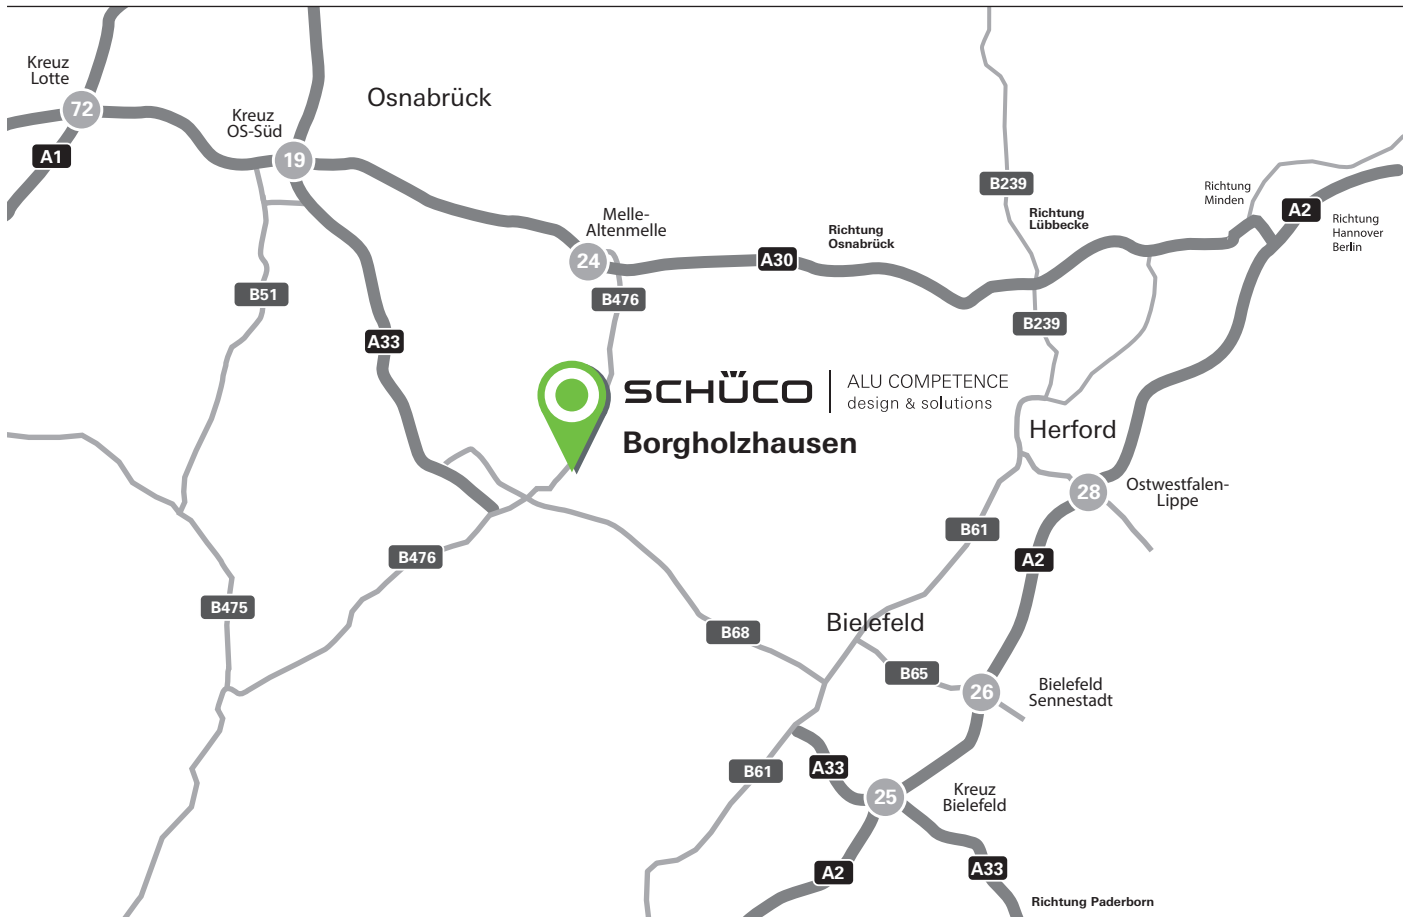 Kreuz
Lotte
72
A1
Kreuz
OS-Süd
19
Osnabrück
B239
Richtung
Minden
A2
Richtung
Hannover
Berlin
Richtung
Lübbecke
Melle-
Altenmelle
24
Richtung
Osnabrück
A30
B51
B476
B239
A33
SCHÜCO
ALU COMPETENCE
design & solutions
Borgholzhausen
Herford
28
Ostwestfalen-
Lippe
B61
A2
B476
B475
B68
Bielefeld
B65
26
Bielefeld
Sennestadt
B61
A33
25
Kreuz
Bielefeld
A2
A33
Richtung Paderborn